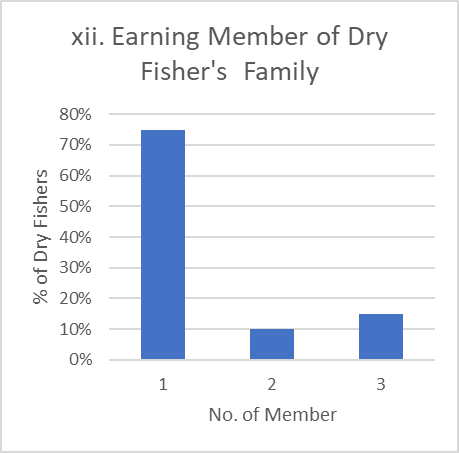 xii. Earning Member of Dry
Fisher's  Family
80%
70%
60%
50%
40%
30%
20%
10%
0%
% of Dry Fishers
1 2 3
No. of Member